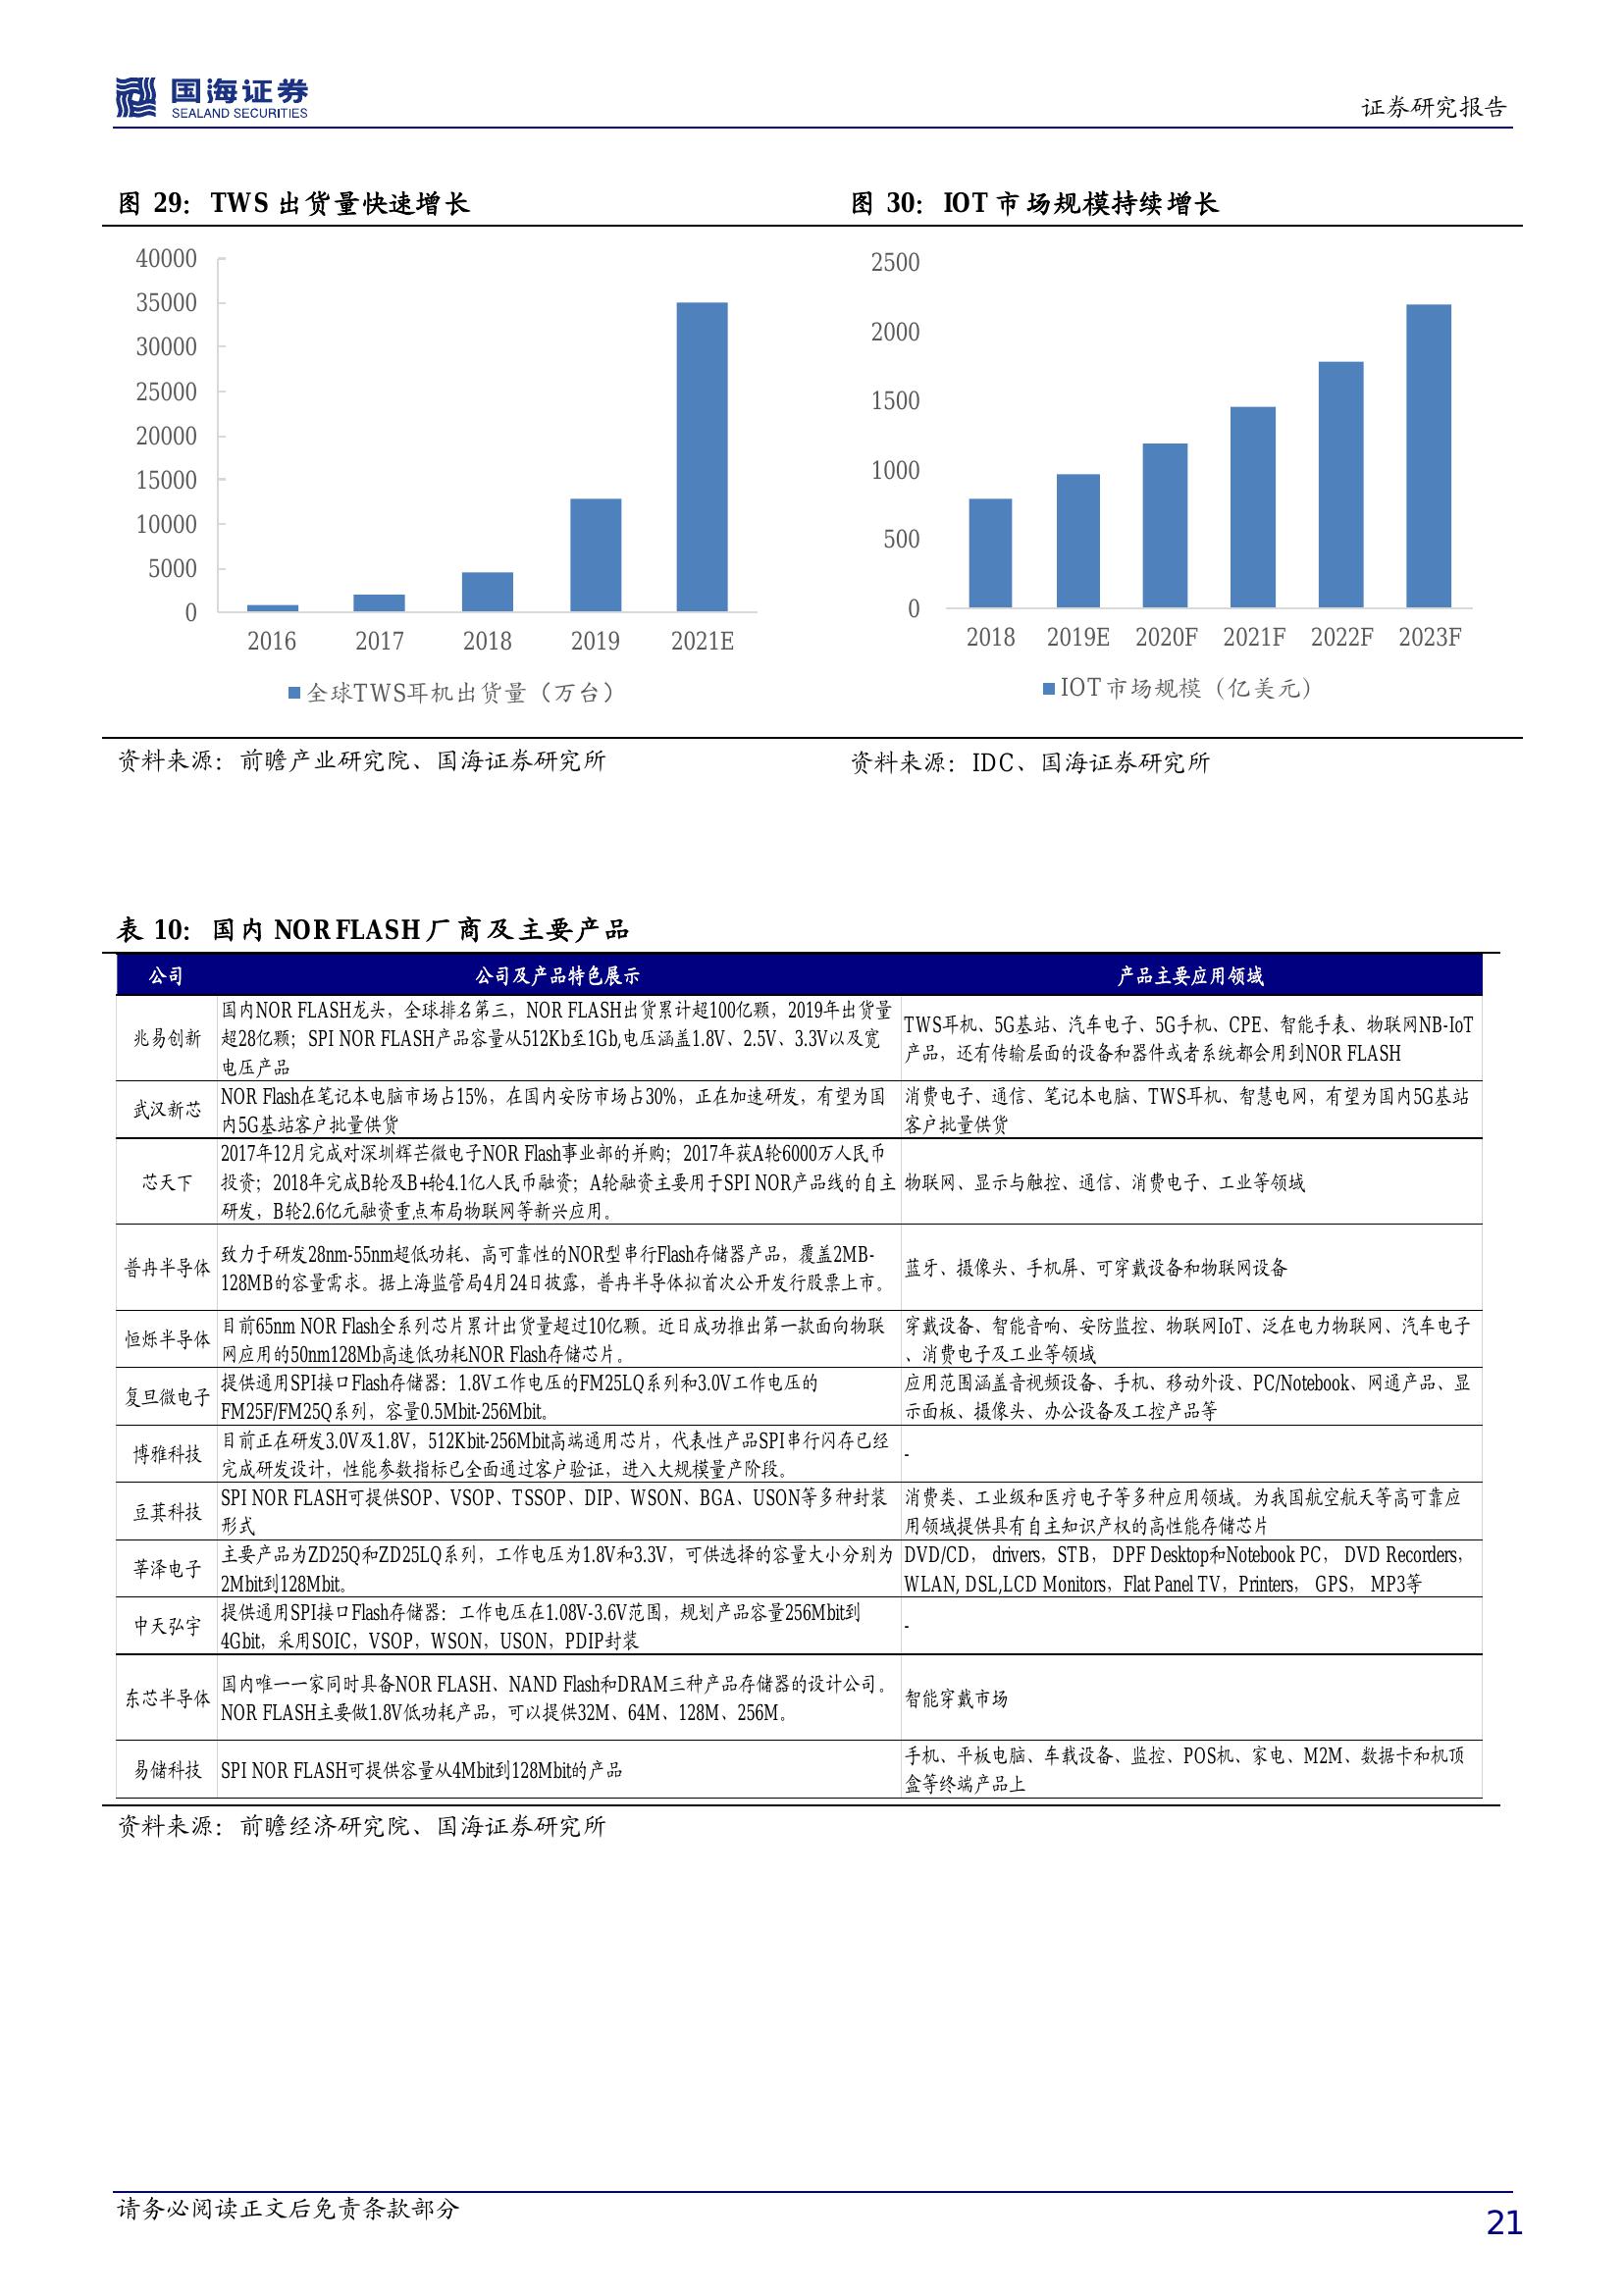 国海证券
SEALAND SECURITIES
证券研究报告
图 29：TWS 出货量快速增长
40000
35000
30000
25000
20000
15000
10000
5000
0
2016 2017 2018 2019 2021E
全球TWS耳机出货量（万台）
资料来源：前瞻产业研究院、国海证券研究所
图 30：IOT 市场规模持续增长
2500
2000
1500
1000
500
0
2018 2019E 2020F 2021F 2022F 2023F
IOT市场规模（亿美元）
资料来源：IDC、国海证券研究所
表 10：国内 NOR FLASH 厂商及主要产品
公司 公司及产品特色展示 产品主要应用领域
兆易创新
国内NOR FLASH龙头，全球排名第三，NOR FLASH出货累计超100亿颗，2019年出货量
超28亿颗；SPI NOR FLASH产品容量从512Kb至1Gb,电压涵盖1.8V、2.5V、3.3V以及宽
电压产品
TWS耳机、5G基站、汽车电子、5G手机、CPE、智能手表、物联网NB-IoT
产品，还有传输层面的设备和器件或者系统都会用到NOR FLASH
武汉新芯
NOR Flash在笔记本电脑市场占15%，在国内安防市场占30%，正在加速研发，有望为国
内5G基站客户批量供货
消费电子、通信、笔记本电脑、TWS耳机、智慧电网，有望为国内5G基站
客户批量供货
芯天下
2017年12月完成对深圳辉芒微电子NOR Flash事业部的并购；2017年获A轮6000万人民币
投资；2018年完成B轮及B+轮4.1亿人民币融资；A轮融资主要用于SPI NOR产品线的自主
研发，B轮2.6亿元融资重点布局物联网等新兴应用。
物联网、显示与触控、通信、消费电子、工业等领域
普冉半导体
致力于研发28nm-55nm超低功耗、高可靠性的NOR型串行Flash存储器产品，覆盖2MB-
128MB的容量需求。据上海监管局4月24日披露，普冉半导体拟首次公开发行股票上市。
蓝牙、摄像头、手机屏、可穿戴设备和物联网设备
恒烁半导体
目前65nm NOR Flash全系列芯片累计出货量超过10亿颗。近日成功推出第一款面向物联
网应用的50nm128Mb高速低功耗NOR Flash存储芯片。
穿戴设备、智能音响、安防监控、物联网IoT、泛在电力物联网、汽车电子
、消费电子及工业等领域
复旦微电子
提供通用SPI接口Flash存储器：1.8V工作电压的FM25LQ系列和3.0V工作电压的
FM25F/FM25Q系列，容量0.5Mbit-256Mbit。
应用范围涵盖音视频设备、手机、移动外设、PC/Notebook、网通产品、显
示面板、摄像头、办公设备及工控产品等
博雅科技
目前正在研发3.0V及1.8V，512Kbit-256Mbit高端通用芯片，代表性产品SPI串行闪存已经
完成研发设计，性能参数指标已全面通过客户验证，进入大规模量产阶段。
-
豆萁科技
SPI NOR FLASH可提供SOP、VSOP、TSSOP、DIP、WSON、BGA、USON等多种封装
形式
消费类、工业级和医疗电子等多种应用领域。为我国航空航天等高可靠应
用领域提供具有自主知识产权的高性能存储芯片
莘泽电子
主要产品为ZD25Q和ZD25LQ系列，工作电压为1.8V和3.3V，可供选择的容量大小分别为
2Mbit到128Mbit。
DVD/CD， drivers，STB， DPF Desktop和Notebook PC， DVD Recorders，
WLAN, DSL,LCD Monitors，Flat Panel TV，Printers， GPS， MP3等
中天弘宇
提供通用SPI接口Flash存储器：工作电压在1.08V-3.6V范围，规划产品容量256Mbit到
4Gbit，采用SOIC，VSOP，WSON，USON，PDIP封装
-
东芯半导体
国内唯一一家同时具备NOR FLASH、NAND Flash和DRAM三种产品存储器的设计公司。
NOR FLASH主要做1.8V低功耗产品，可以提供32M、64M、128M、256M。
智能穿戴市场
易储科技
SPI NOR FLASH可提供容量从4Mbit到128Mbit的产品
手机、平板电脑、车载设备、监控、POS机、家电、M2M、数据卡和机顶
盒等终端产品上
资料来源：前瞻经济研究院、国海证券研究所
请务必阅读正文后免责条款部分
21